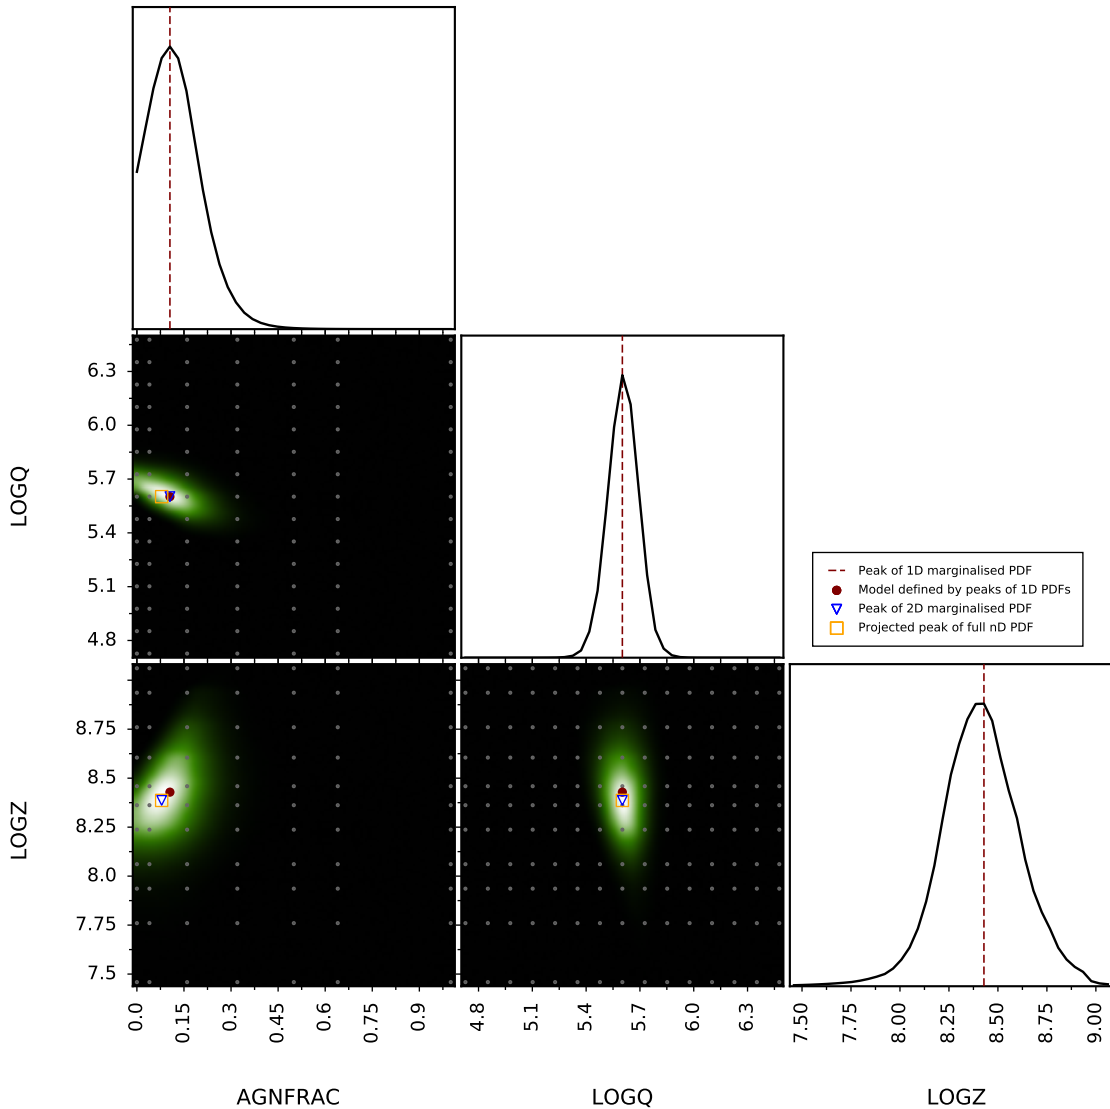 6.3
6.0
5.7
5.4
5.1
4.8
LOGQ
Peak of 1D marginalised PDF
Model defined by peaks of 1D PDFs
Peak of 2D marginalised PDF
Projected peak of full nD PDF
8.75
8.5
8.25
8.0
7.75
7.5
LOGZ
0.0 0.15 0.3 0.45 0.6 0.75 0.9
4.8 5.1 5.4 5.7 6.0 6.3
7.50 7.75 8.00 8.25 8.50 8.75 9.00
AGNFRAC LOGQ LOGZ